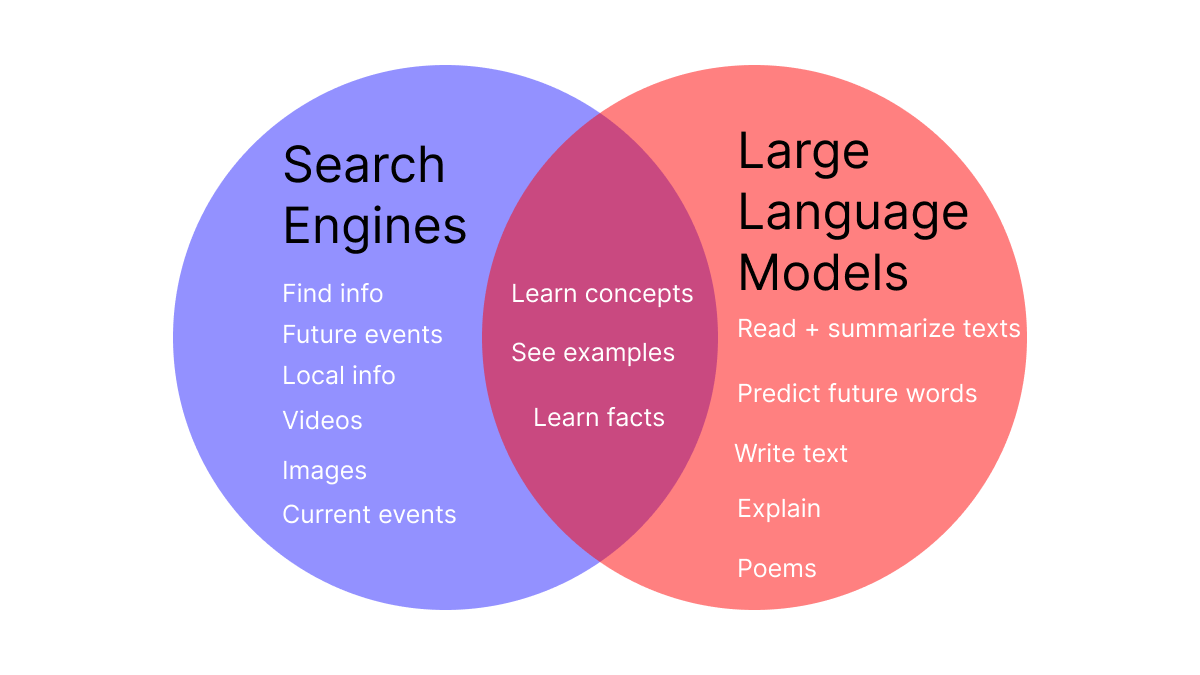 Search
Engines
Find info
Future events
Local info
Videos
Images
Current events
Learn concepts
See examples
Learn facts
Large
Language
Models
Read + summarize texts
Predict future words
Write text
Explain
Poems